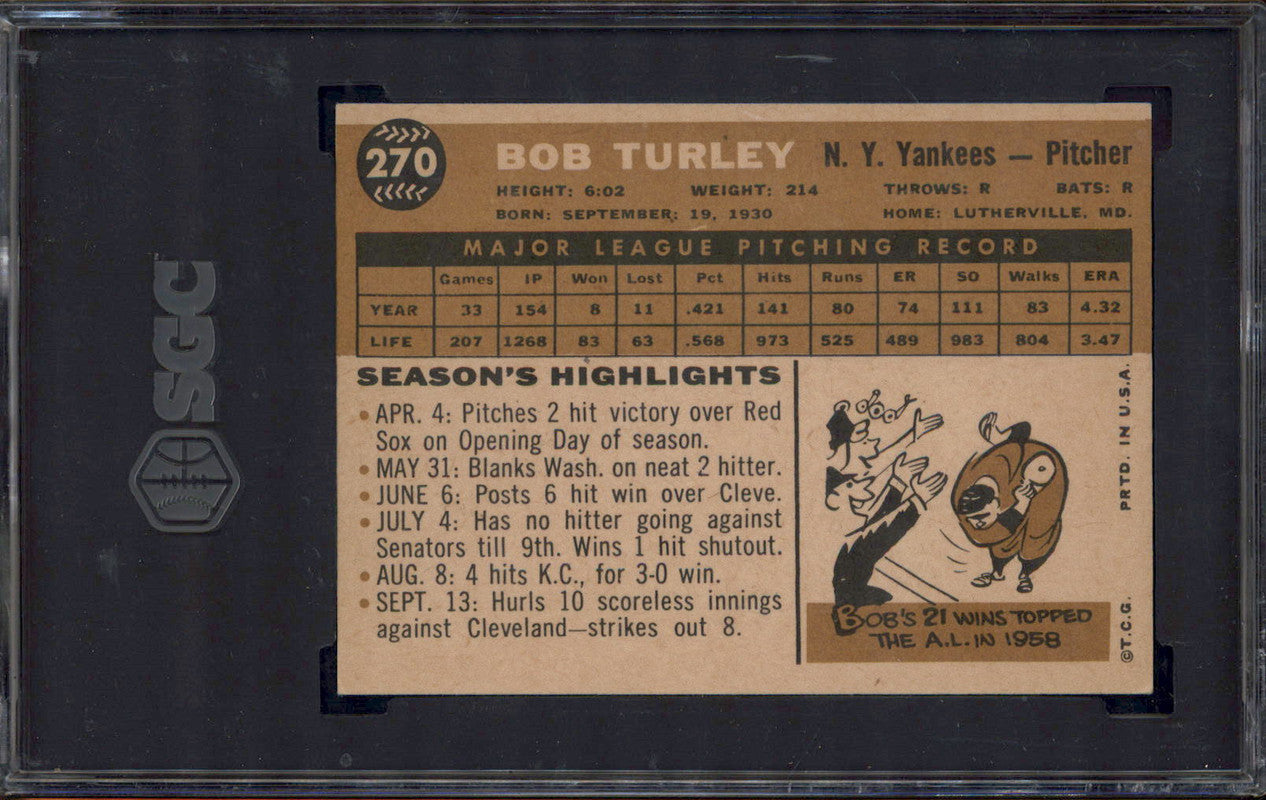 SGC
270
BOB TURLEY N. Y. Yankees — Pitcher
HEIGHT: 6:02 WEIGHT: 214 THROWS: R BATS: R
BORN: SEPTEMBER: 19, 1930 HOME: LUTHERVILLE, MD.
MAJOR LEAGUE PITCHING RECORD
Games IP Won Lost Pct Hits Runs ER SO Walks ERA
YEAR 33 154 8 11 .421 141 80 74 111 83 4.32
LIFE 207 1268 83 63 .568 973 525 489 983 804 3.47
SEASON'S HIGHLIGHTS
• APR. 4: Pitches 2 hit victory over Red
Sox on Opening Day of season.
• MAY 31: Blanks Wash. on neat 2 hitter.
• JUNE 6: Posts 6 hit win over Cleve.
• JULY 4: Has no hitter going against
Senators till 9th. Wins 1 hit shutout.
• AUG. 8: 4 hits K.C., for 3-0 win.
• SEPT. 13: Hurls 10 scoreless innings
against Cleveland—strikes out 8.
BOB'S 21 WINS TOPPED
THE A.L. IN 1958
©T.C.G. PRTD. IN U.S.A.